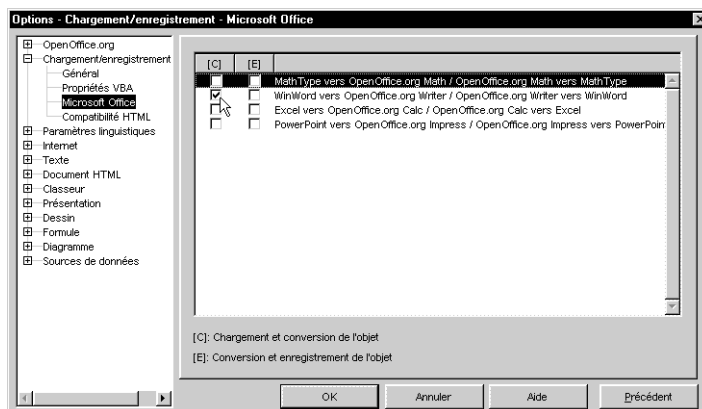 Options - Chargement/enregistrement - Microsoft Office
OpenOffice.org
Chargement/enregistrement
Général
Propriétés VBA
Microsoft Office
Compatibilité HTML
Paramètres linguistiques
Internet
Texte
Document HTML
Classeur
Présentation
Dessin
Formule
Diagramme
Sources de données
[C] [E]
MathType vers OpenOffice.org Math / OpenOffice.org Math vers MathType
WinWord vers OpenOffice.org Writer / OpenOffice.org Writer vers WinWord
Excel vers OpenOffice.org Calc / OpenOffice.org Calc vers Excel
PowerPoint vers OpenOffice.org Impress / OpenOffice.org Impress vers PowerPoin
[C]: Chargement et conversion de l'objet
[E]: Conversion et enregistrement de l'objet
OK Annuler Aide Précédent